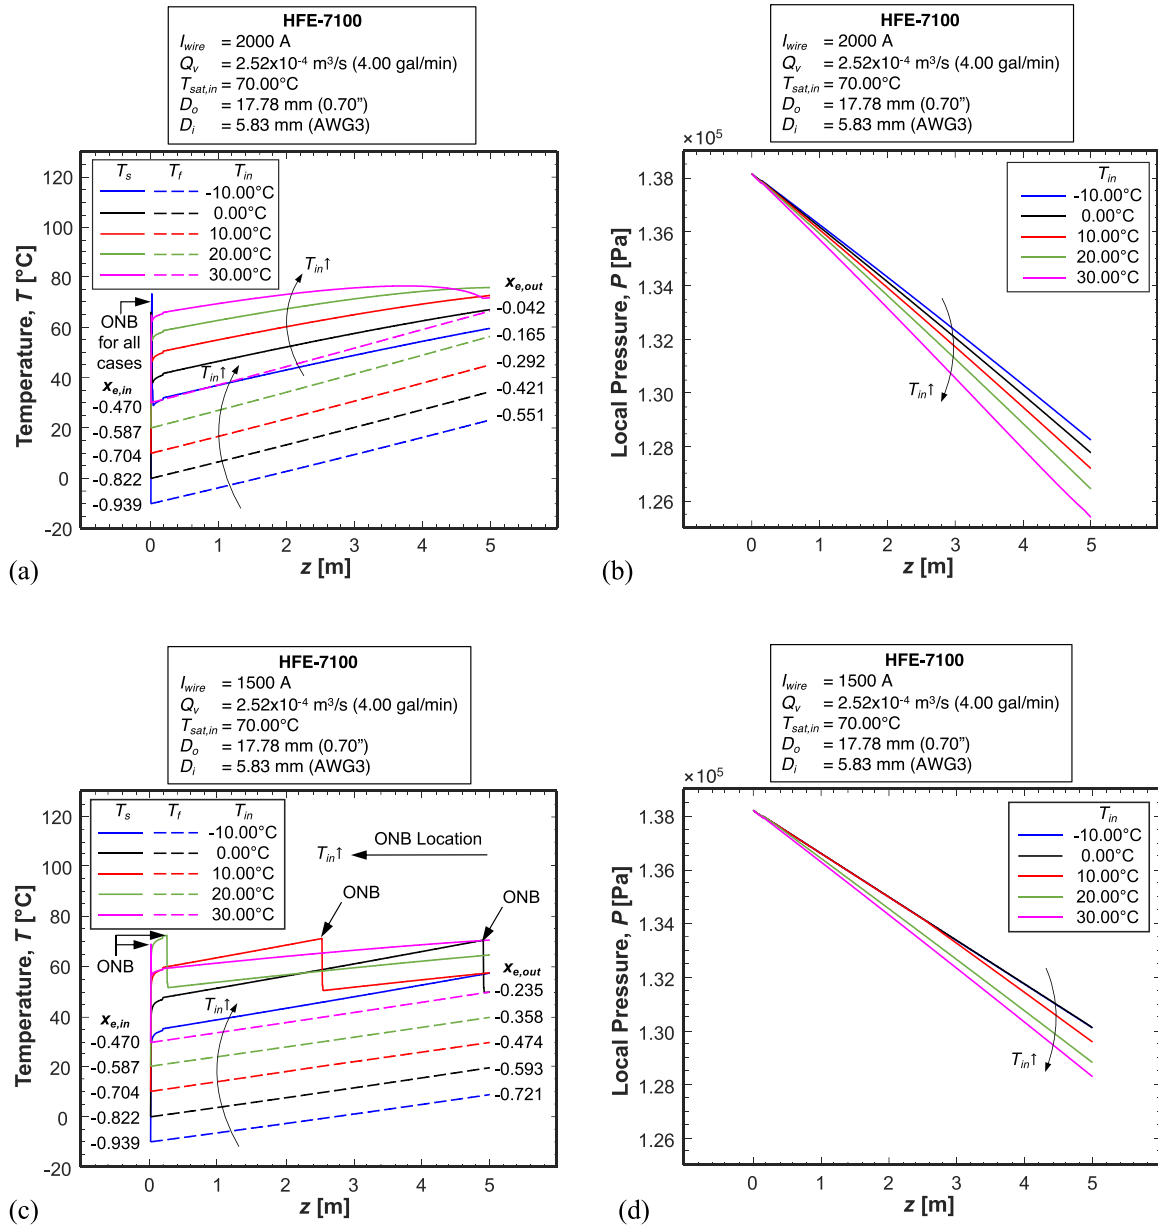 HFE-7100
I_wire = 2000 A
Q_v = 2.52x10⁻⁴ m³/s (4.00 gal/min)
T_sat,in = 70.00°C
D_o = 17.78 mm (0.70")
D_i = 5.83 mm (AWG3)
T_s T_f T_in
-10.00°C
0.00°C
10.00°C
20.00°C
30.00°C
120
100
80
60
40
20
0
-20
Temperature, T [°C]
ONB
for all
cases
x_e,in
-0.470
-0.587
-0.704
-0.822
-0.939
T_in↑
T_in↑
x_e,out
-0.042
-0.165
-0.292
-0.421
-0.551
0 1 2 3 4 5
z [m]
(a)
HFE-7100
I_wire = 2000 A
Q_v = 2.52x10⁻⁴ m³/s (4.00 gal/min)
T_sat,in = 70.00°C
D_o = 17.78 mm (0.70")
D_i = 5.83 mm (AWG3)
×10⁵
T_in
-10.00°C
0.00°C
10.00°C
20.00°C
30.00°C
1.38
1.36
1.34
1.32
1.30
1.28
1.26
Local Pressure, P [Pa]
T_in↑
0 1 2 3 4 5
z [m]
(b)
HFE-7100
I_wire = 1500 A
Q_v = 2.52x10⁻⁴ m³/s (4.00 gal/min)
T_sat,in = 70.00°C
D_o = 17.78 mm (0.70")
D_i = 5.83 mm (AWG3)
T_s T_f T_in
-10.00°C
0.00°C
10.00°C
20.00°C
30.00°C
120
100
80
60
40
20
0
-20
Temperature, T [°C]
ONB Location
T_in↑
ONB
ONB
ONB
x_e,in
-0.470
-0.587
-0.704
-0.822
-0.939
T_in↑
x_e,out
-0.235
-0.358
-0.474
-0.593
-0.721
0 1 2 3 4 5
z [m]
(c)
HFE-7100
I_wire = 1500 A
Q_v = 2.52x10⁻⁴ m³/s (4.00 gal/min)
T_sat,in = 70.00°C
D_o = 17.78 mm (0.70")
D_i = 5.83 mm (AWG3)
×10⁵
T_in
-10.00°C
0.00°C
10.00°C
20.00°C
30.00°C
1.38
1.36
1.34
1.32
1.30
1.28
1.26
Local Pressure, P [Pa]
T_in↑
0 1 2 3 4 5
z [m]
(d)